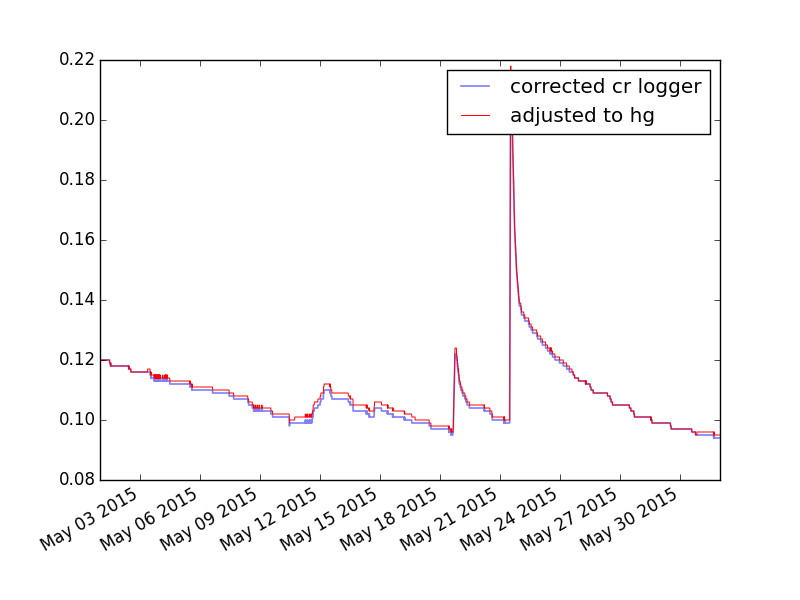 0.22
0.20
0.18
0.16
0.14
0.12
0.10
0.08
corrected cr logger
adjusted to hg
May 03 2015
May 06 2015
May 09 2015
May 12 2015
May 15 2015
May 18 2015
May 21 2015
May 24 2015
May 27 2015
May 30 2015